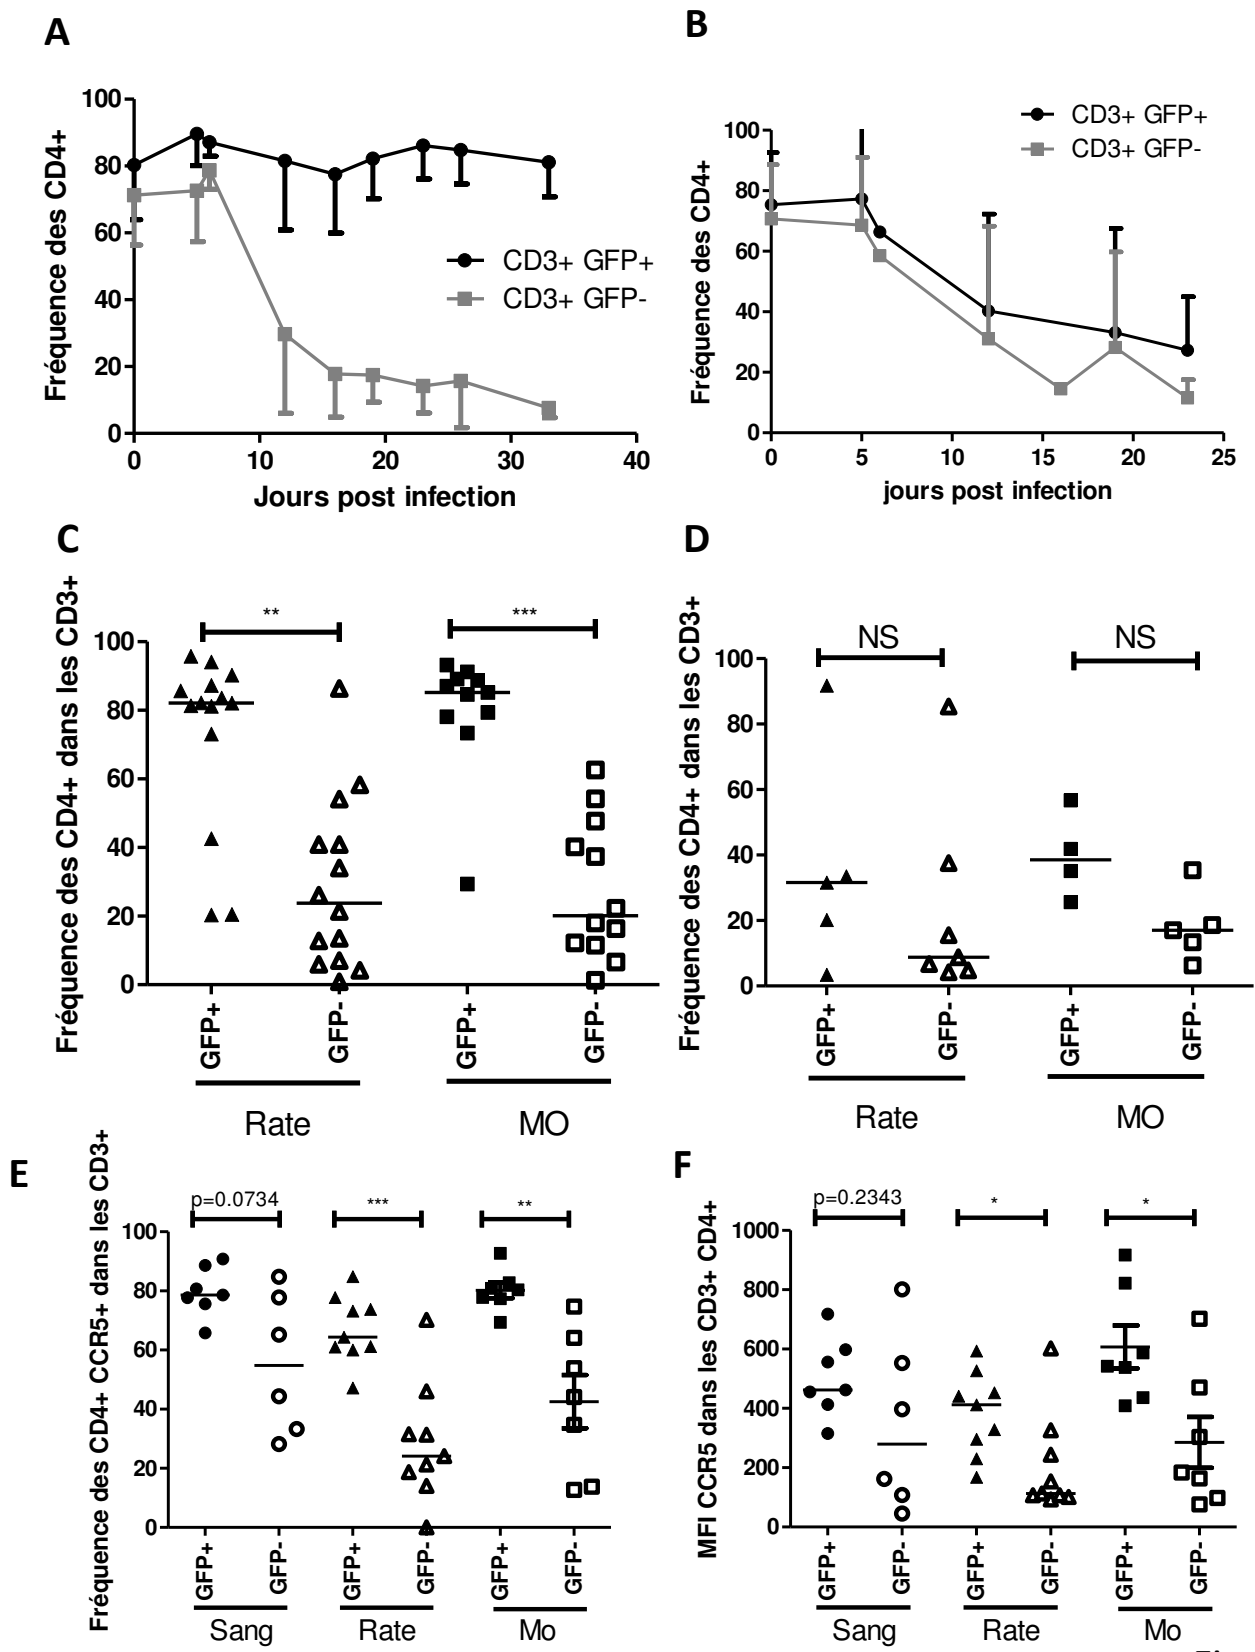 A
B
100
80
60
40
20
0
Fréquence des CD4+
CD3+ GFP+
CD3+ GFP-
0 10 20 30 40
Jours post infection
CD3+ GFP+
CD3+ GFP-
100
80
60
40
20
0
Fréquence des CD4+
0 5 10 15 20 25
jours post infection
C
D
Fréquence des CD4+ dans les CD3+
** ***
100
80
60
40
20
0
GFP+ GFP- GFP+ GFP-
Rate MO
Fréquence des CD4+ dans les CD3+
NS NS
100
80
60
40
20
0
GFP+ GFP- GFP+ GFP-
Rate MO
E
F
Fréquence des CD4+ CCR5+ dans les CD3+
p=0.0734 *** **
100
80
60
40
20
0
GFP+ GFP- GFP+ GFP- GFP+ GFP-
Sang Rate Mo
MFI CCR5 dans les CD3+ CD4+
p=0.2343 * *
1000
800
600
400
200
0
GFP+ GFP- GFP+ GFP- GFP+ GFP-
Sang Rate Mo